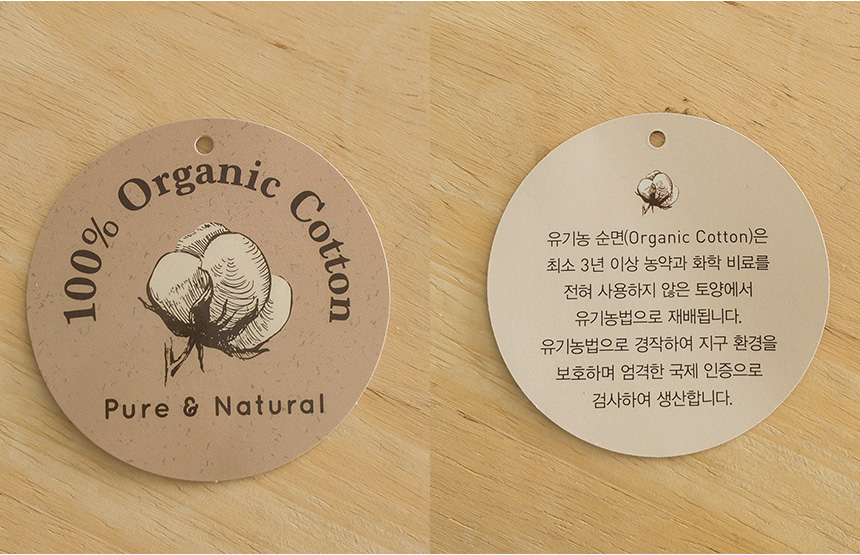 100% Organic Cotton
Pure & Natural
유기농 순면(Organic Cotton)은
최소 3년 이상 농약과 화학 비료를
전혀 사용하지 않은 토양에서
유기농법으로 재배됩니다.
유기농법으로 경작하여 지구 환경을
보호하며 엄격한 국제 인증으로
검사하여 생산합니다.